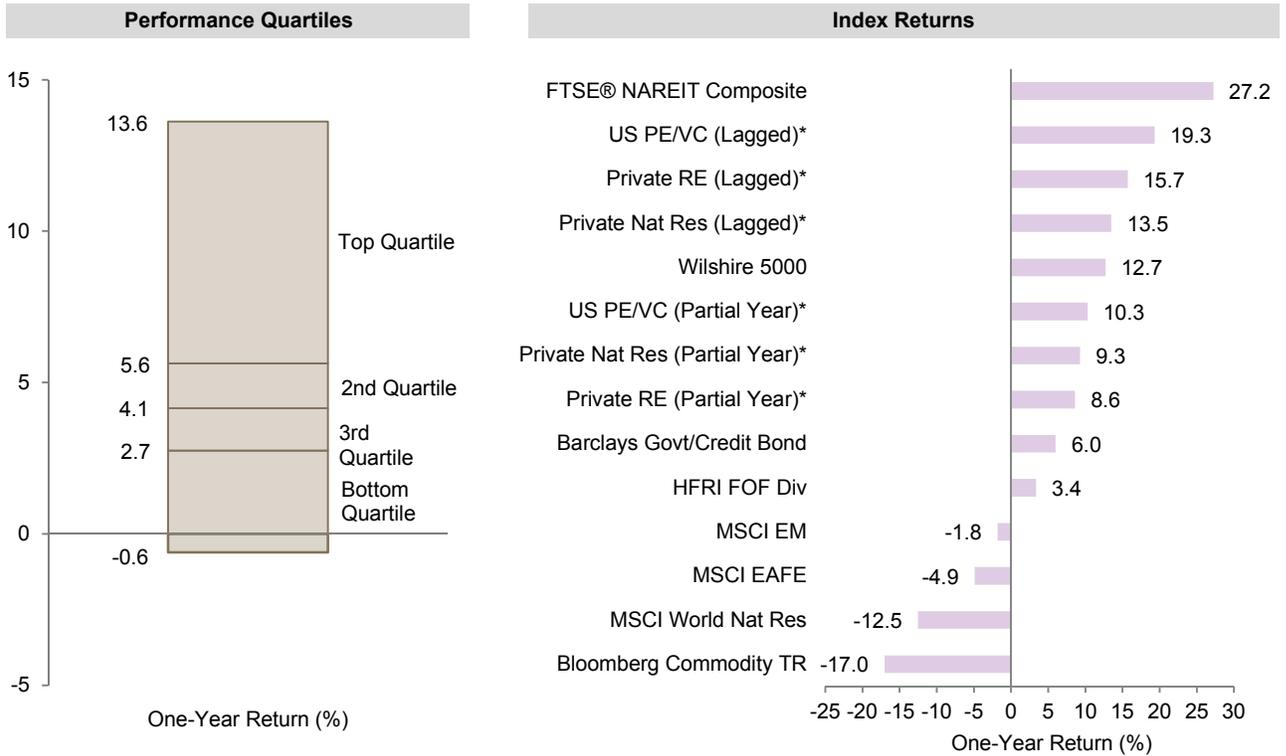 Performance Quartiles
15
10
5
0
-5
13.6
5.6
4.1
2.7
-0.6
Top Quartile
2nd Quartile
3rd
Quartile
Bottom
Quartile
One-Year Return (%)
Index Returns
FTSE® NAREIT Composite 27.2
US PE/VC (Lagged)* 19.3
Private RE (Lagged)* 15.7
Private Nat Res (Lagged)* 13.5
Wilshire 5000 12.7
US PE/VC (Partial Year)* 10.3
Private Nat Res (Partial Year)* 9.3
Private RE (Partial Year)* 8.6
Barclays Govt/Credit Bond 6.0
HFRI FOF Div 3.4
MSCI EM -1.8
MSCI EAFE -4.9
MSCI World Nat Res -12.5
Bloomberg Commodity TR -17.0
-25 -20 -15 -10 -5 0 5 10 15 20 25 30
One-Year Return (%)